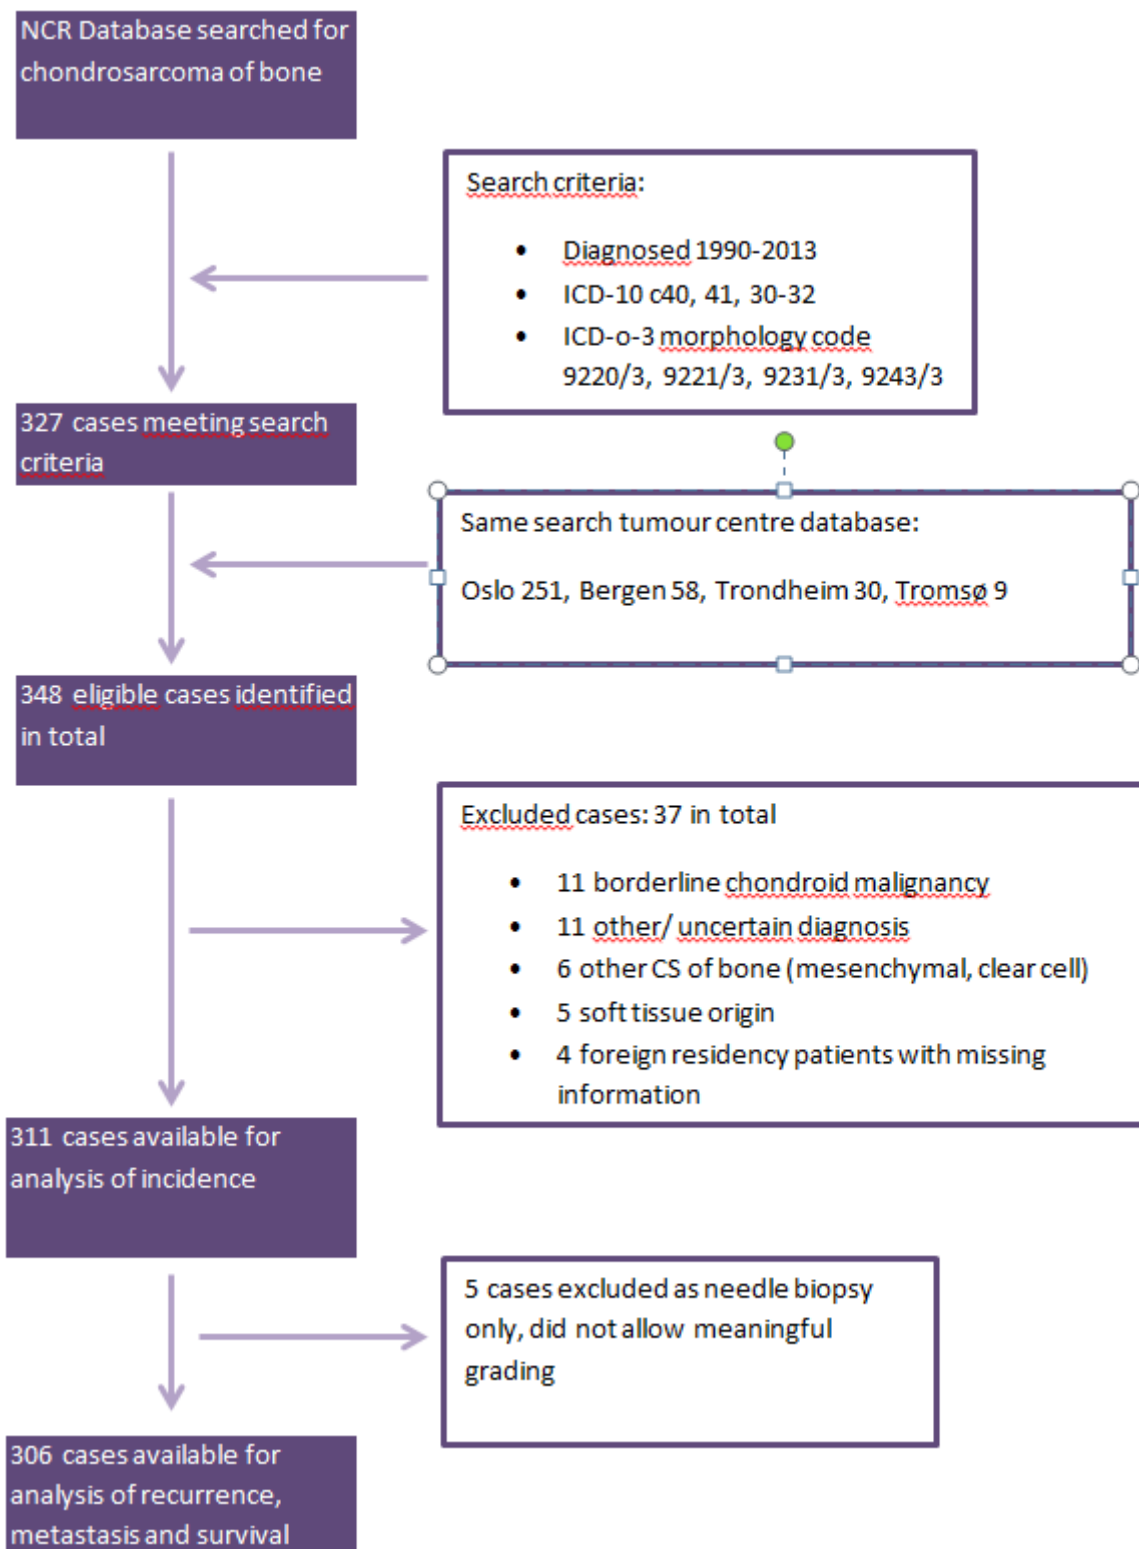 NCR Database searched for
chondrosarcoma of bone
Search criteria:
• Diagnosed 1990-2013
• ICD-10 c40, 41, 30-32
• ICD-o-3 morphology code
9220/3, 9221/3, 9231/3, 9243/3
327 cases meeting search
criteria
Same search tumour centre database:
Oslo 251, Bergen 58, Trondheim 30, Tromsø 9
348 eligible cases identified
in total
Excluded cases: 37 in total
• 11 borderline chondroid malignancy
• 11 other/ uncertain diagnosis
• 6 other CS of bone (mesenchymal, clear cell)
• 5 soft tissue origin
• 4 foreign residency patients with missing
information
311 cases available for
analysis of incidence
5 cases excluded as needle biopsy
only, did not allow meaningful
grading
306 cases available for
analysis of recurrence,
metastasis and survival